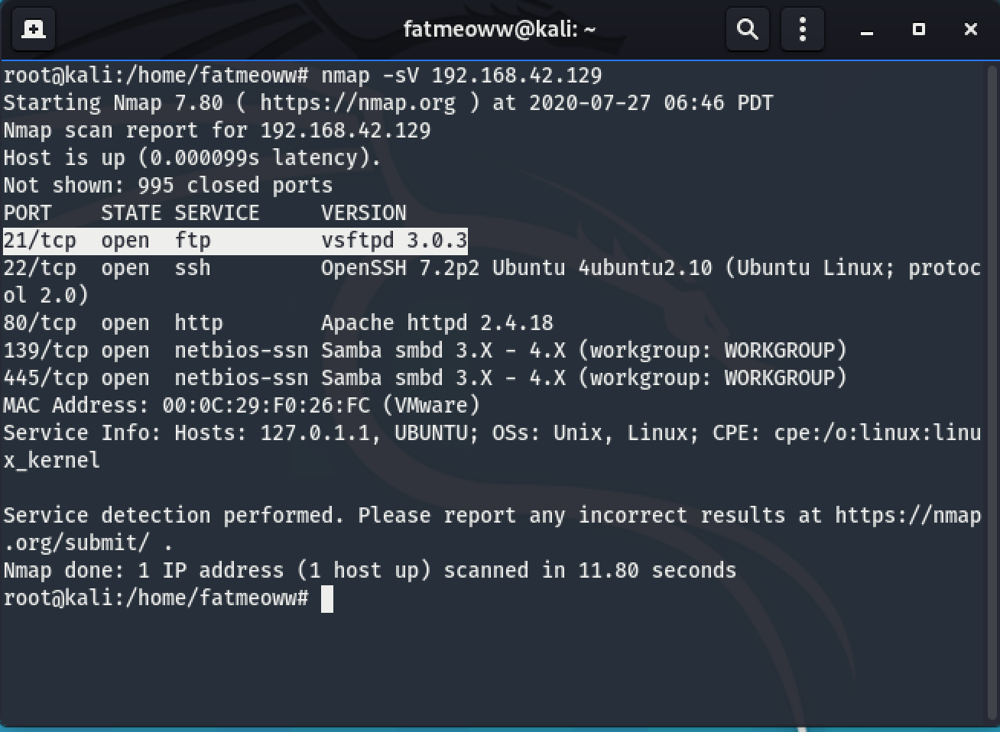 fatmeoww@kali: ~
root@kali:/home/fatmeoww# nmap -sV 192.168.42.129
Starting Nmap 7.80 ( https://nmap.org ) at 2020-07-27 06:46 PDT
Nmap scan report for 192.168.42.129
Host is up (0.000099s latency).
Not shown: 995 closed ports
PORT    STATE SERVICE     VERSION
21/tcp  open  ftp         vsftpd 3.0.3
22/tcp  open  ssh         OpenSSH 7.2p2 Ubuntu 4ubuntu2.10 (Ubuntu Linux; protoc
ol 2.0)
80/tcp  open  http        Apache httpd 2.4.18
139/tcp open  netbios-ssn Samba smbd 3.X - 4.X (workgroup: WORKGROUP)
445/tcp open  netbios-ssn Samba smbd 3.X - 4.X (workgroup: WORKGROUP)
MAC Address: 00:0C:29:F0:26:FC (VMware)
Service Info: Hosts: 127.0.1.1, UBUNTU; OSs: Unix, Linux; CPE: cpe:/o:linux:linu
x_kernel
Service detection performed. Please report any incorrect results at https://nmap
.org/submit/ .
Nmap done: 1 IP address (1 host up) scanned in 11.80 seconds
root@kali:/home/fatmeoww#